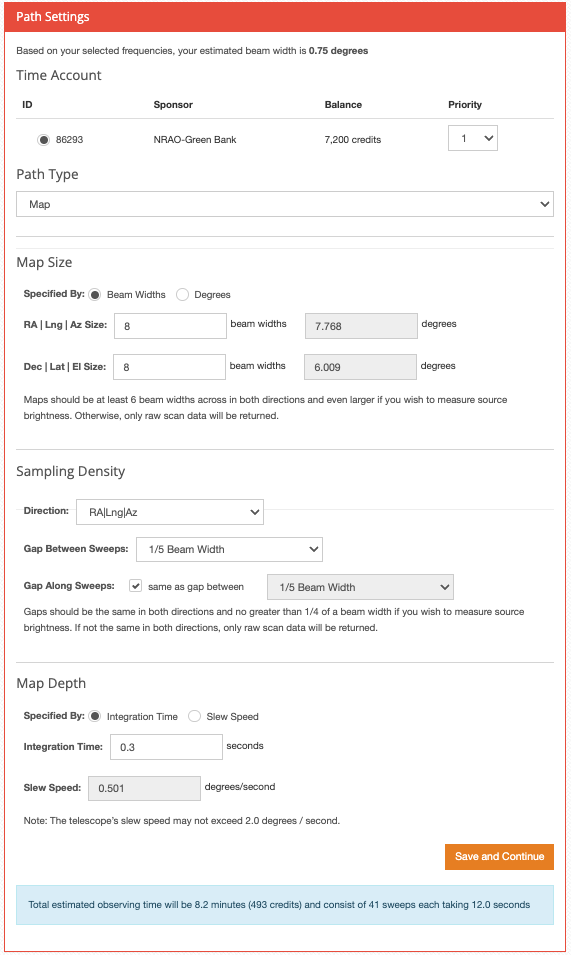 Path Settings
Based on your selected frequencies, your estimated beam width is 0.75 degrees
Time Account
ID Sponsor Balance Priority
86293 NRAO-Green Bank 7,200 credits 1
Path Type
Map
Map Size
Specified By: Beam Widths Degrees
RA | Lng | Az Size: 8 beam widths 7.768 degrees
Dec | Lat | El Size: 8 beam widths 6.009 degrees
Maps should be at least 6 beam widths across in both directions and even larger if you wish to measure source
brightness. Otherwise, only raw scan data will be returned.
Sampling Density
Direction: RA|Lng|Az
Gap Between Sweeps: 1/5 Beam Width
Gap Along Sweeps: same as gap between 1/5 Beam Width
Gaps should be the same in both directions and no greater than 1/4 of a beam width if you wish to measure source
brightness. If not the same in both directions, only raw scan data will be returned.
Map Depth
Specified By: Integration Time Slew Speed
Integration Time: 0.3 seconds
Slew Speed: 0.501 degrees/second
Note: The telescope's slew speed may not exceed 2.0 degrees / second.
Save and Continue
Total estimated observing time will be 8.2 minutes (493 credits) and consist of 41 sweeps each taking 12.0 seconds